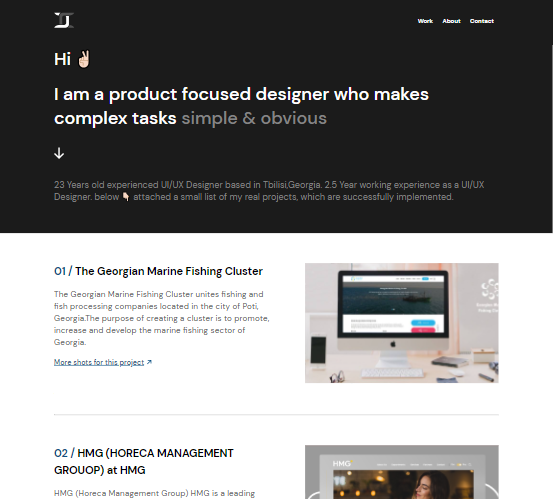 Work About Contact
Hi ✌🏻
I am a product focused designer who makes
complex tasks simple & obvious
↓
23 Years old experienced UI/UX Designer based in Tbilisi,Georgia. 2.5 Year working experience as a UI/UX
Designer. below 👇🏻 attached a small list of my real projects, which are successfully implemented.
01 / The Georgian Marine Fishing Cluster
The Georgian Marine Fishing Cluster unites fishing and
fish processing companies located in the city of Poti,
Georgia.The purpose of creating a cluster is to promote,
increase and develop the marine fishing sector of
Georgia.
More shots for this project ↗
02 / HMG (HORECA MANAGEMENT
GROUOP) at HMG
HMG (Horeca Management Group) HMG is a leading
HMG